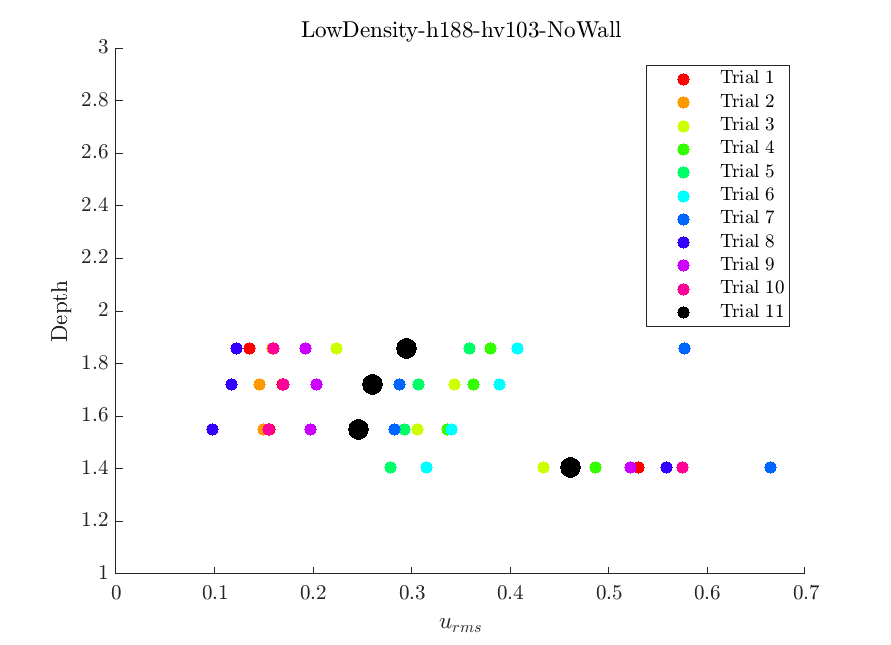 LowDensity-h188-hv103-NoWall
3
2.8
2.6
2.4
2.2
2
1.8
1.6
1.4
1.2
1
Depth
Trial 1
Trial 2
Trial 3
Trial 4
Trial 5
Trial 6
Trial 7
Trial 8
Trial 9
Trial 10
Trial 11
0 0.1 0.2 0.3 0.4 0.5 0.6 0.7
u_{rms}